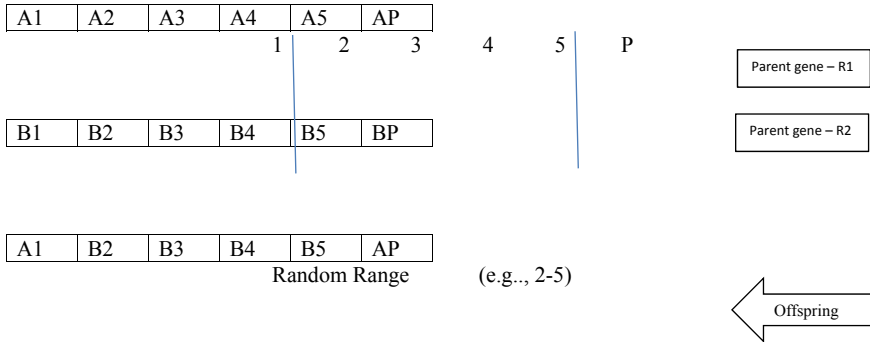 A1 A2 A3 A4 A5 AP
1 2 3 4 5 P
Parent gene – R1
B1 B2 B3 B4 B5 BP
Parent gene – R2
A1 B2 B3 B4 B5 AP
Random Range (e.g.., 2-5)
Offspring